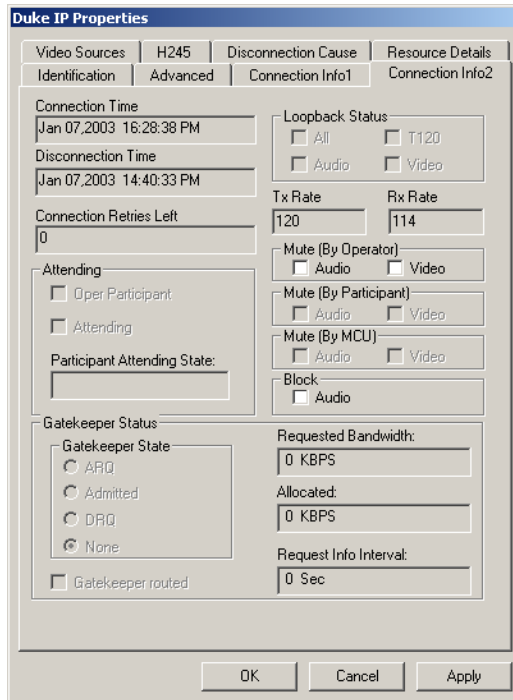 Duke IP Properties
Video Sources H245 Disconnection Cause Resource Details
Identification Advanced Connection Info1 Connection Info2
Connection Time
Jan 07,2003 16:28:38 PM
Disconnection Time
Jan 07,2003 14:40:33 PM
Connection Retries Left
0
Loopback Status
All T120
Audio Video
Tx Rate Rx Rate
120 114
Mute (By Operator)
Audio Video
Mute (By Participant)
Audio Video
Mute (By MCU)
Audio Video
Block
Audio
Attending
Oper Participant
Attending
Participant Attending State:
Gatekeeper Status
Gatekeeper State
ARQ
Admitted
DRQ
None
Gatekeeper routed
Requested Bandwidth:
0 KBPS
Allocated:
0 KBPS
Request Info Interval:
0 Sec
OK Cancel Apply